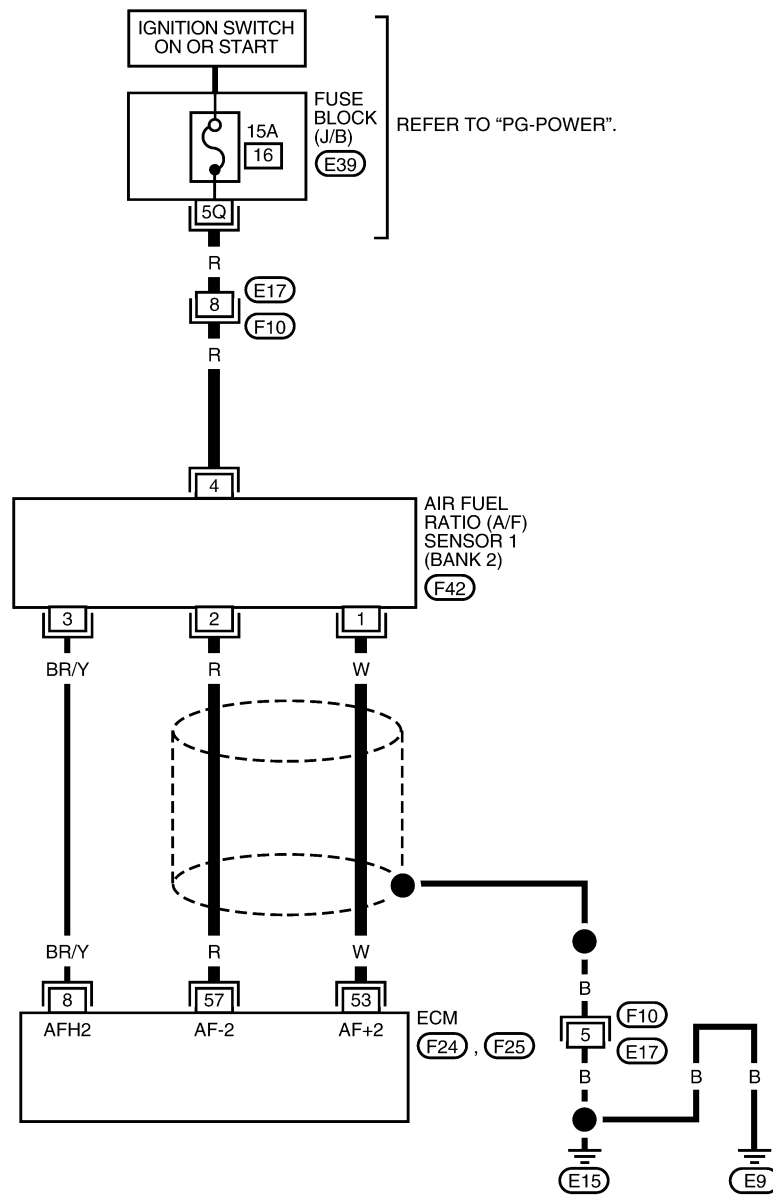 IGNITION SWITCH
ON OR START
FUSE
BLOCK
(J/B)
E39
15A
16
REFER TO “PG-POWER”.
5Q
R
8
E17
F10
R
4
AIR FUEL
RATIO (A/F)
SENSOR 1
(BANK 2)
F42
3 2 1
BR/Y R W
BR/Y R W
8 57 53
AFH2 AF-2 AF+2
ECM
F24 , F25
B
5
F10
E17
B B B
E15 E9